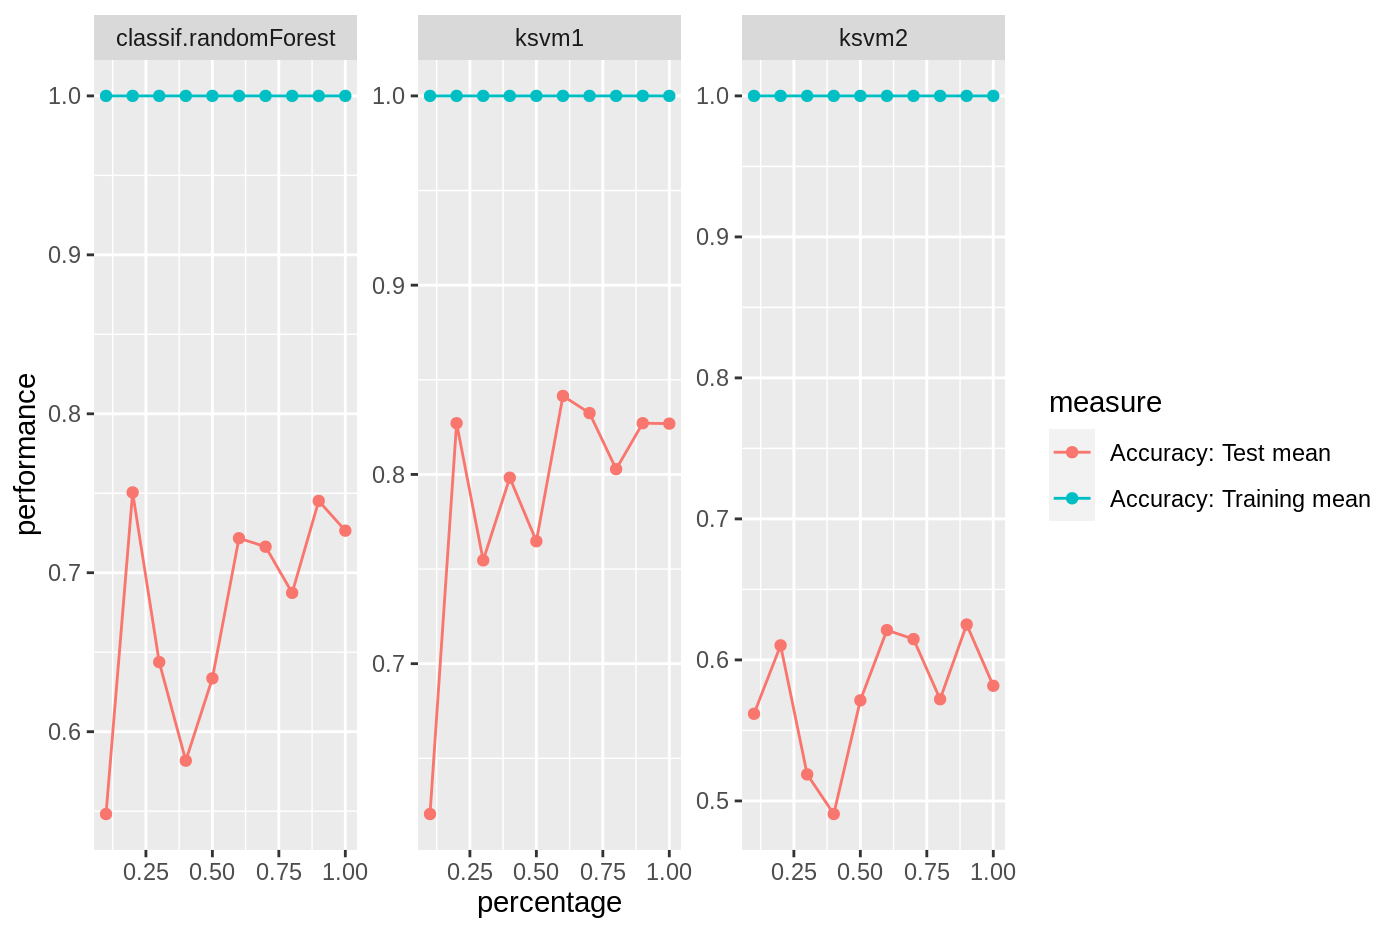 classif.randomForest ksvm1 ksvm2
1.0 1.0 1.0
0.9 0.9 0.9
0.8 0.8 0.8
0.7 0.7 0.7
0.6 0.6
0.5
performance
0.25 0.50 0.75 1.00 0.25 0.50 0.75 1.00 0.25 0.50 0.75 1.00
percentage
measure
Accuracy: Test mean
Accuracy: Training mean